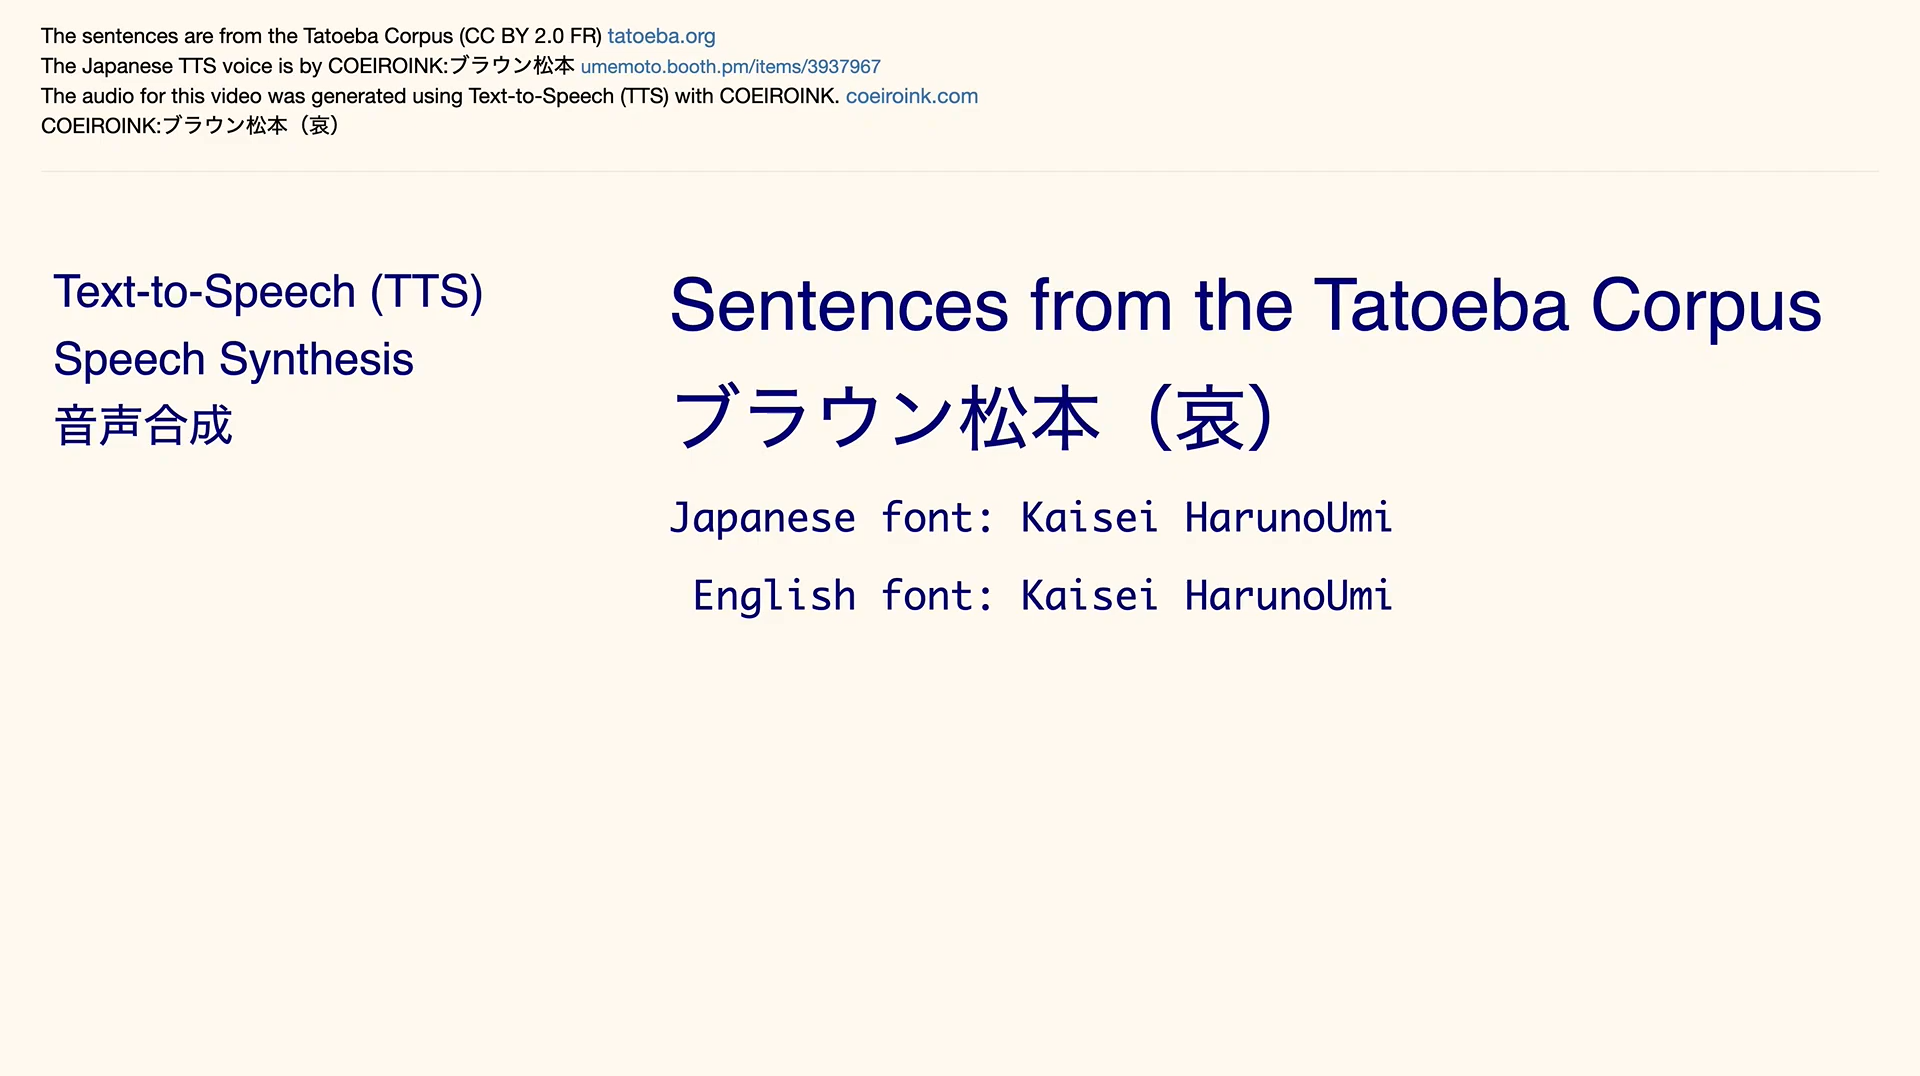 The sentences are from the Tatoeba Corpus (CC BY 2.0 FR) tatoeba.org
The Japanese TTS voice is by COEIROINK:ブラウン松本 umemoto.booth.pm/items/3937967
The audio for this video was generated using Text-to-Speech (TTS) with COEIROINK. coeiroink.com
COEIROINK:ブラウン松本（哀）
Text-to-Speech (TTS)
Speech Synthesis
音声合成
Sentences from the Tatoeba Corpus
ブラウン松本（哀）
Japanese font: Kaisei HarunoUmi
English font: Kaisei HarunoUmi